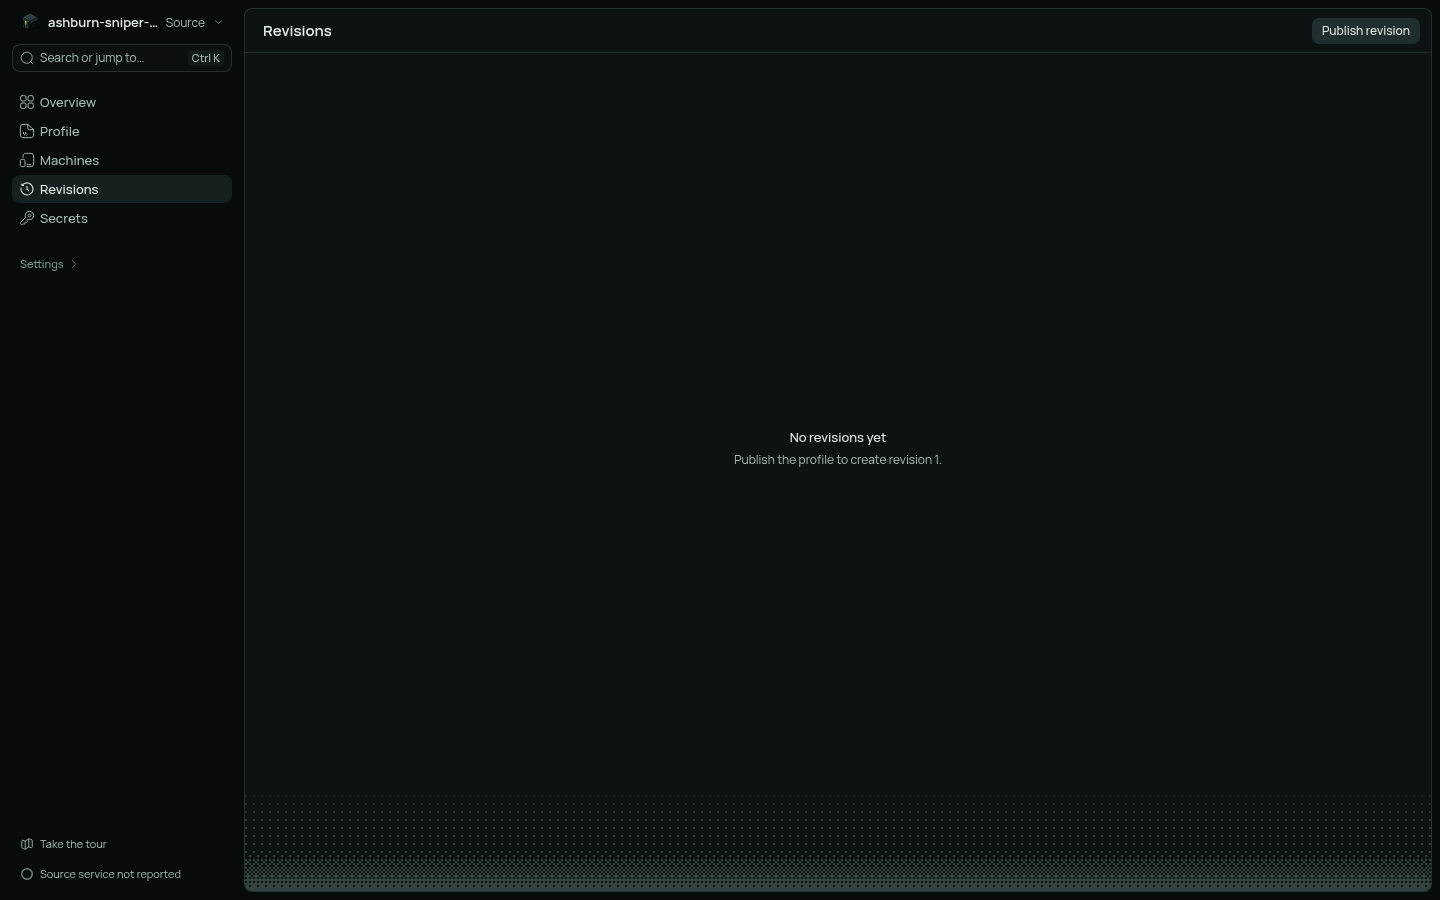 ashburn-sniper-... Source
Search or jump to... Ctrl K
Overview
Profile
Machines
Revisions
Secrets
Settings
Take the tour
Source service not reported
Revisions
Publish revision
No revisions yet
Publish the profile to create revision 1.